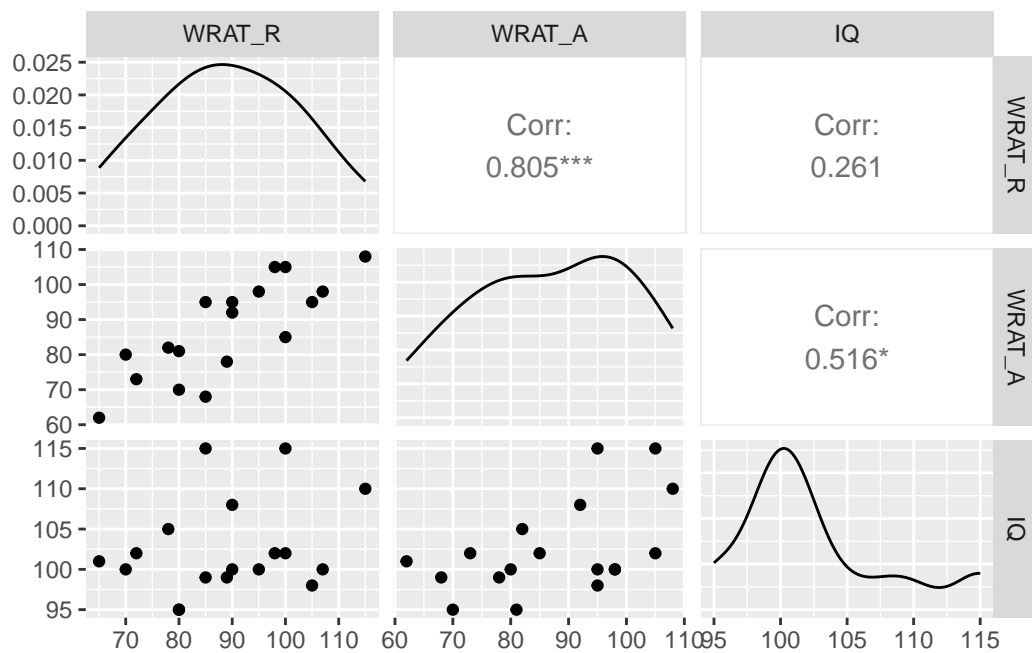 WRAT_R WRAT_A IQ
0.025
0.020
0.015
0.010
0.005
0.000
Corr:
0.805***
Corr:
0.261
WRAT_R
110
100
90
80
70
60
Corr:
0.516*
WRAT_A
115
110
105
100
95
IQ
70 80 90 100 110
60 70 80 90 100 110
95 100 105 110 115